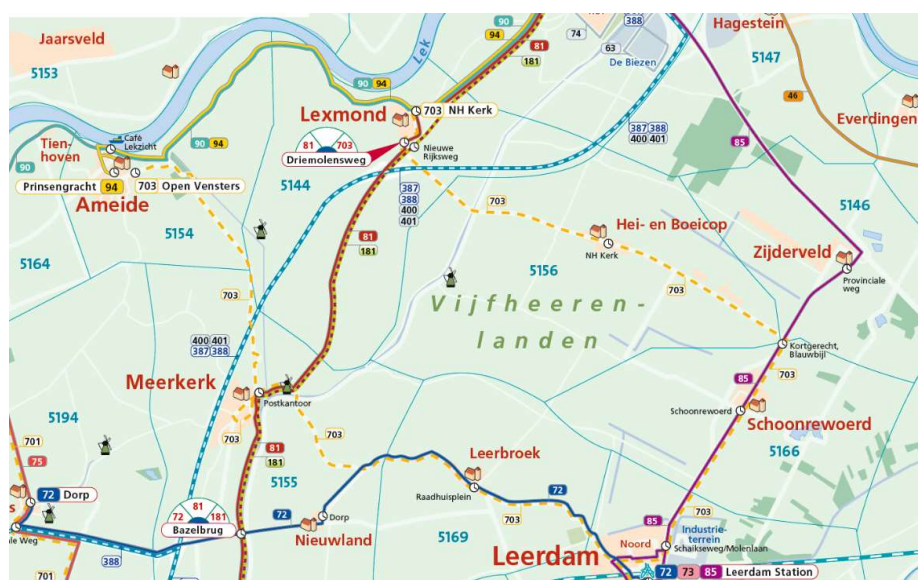 Jaarsveld
5153
90
94
Lek
94
81
181
74
387
388
63
De Biezen
Hagestein
5147
46
Everdingen
90
94
Lexmond
703 NH Kerk
81
703
Driemolensweg
Nieuwe
Rijksweg
387 388
400 401
85
Tien-
hoven
Café
Lekzicht
90
94
90
Prinsengracht 94
703 Open Vensters
Ameide
5144
387
388
400
401
703
5146
5154
5164
81
181
Hei- en Boeicop
NH Kerk
Zijderveld
Provinciale
weg
5156
703
703
Vijfheeren-
landen
400 401
387 388
Kortgerecht,
Blauwbijl
703
85
Meerkerk
Postkantoor
Schoonrewoerd
Schoonrewoerd
5194
703
703
701
75
81
181
5166
Leerbroek
Raadhuisplein
72
5155
72 Dorp
s
81
72
181
Bazelbrug
72
Dorp
Nieuwland
703
703
85
Industrie-
terrein
Noord
Schaikseweg/Molenlaan
5169
Leerdam
le Weg
388
701
72 73 85 Leerdam Station